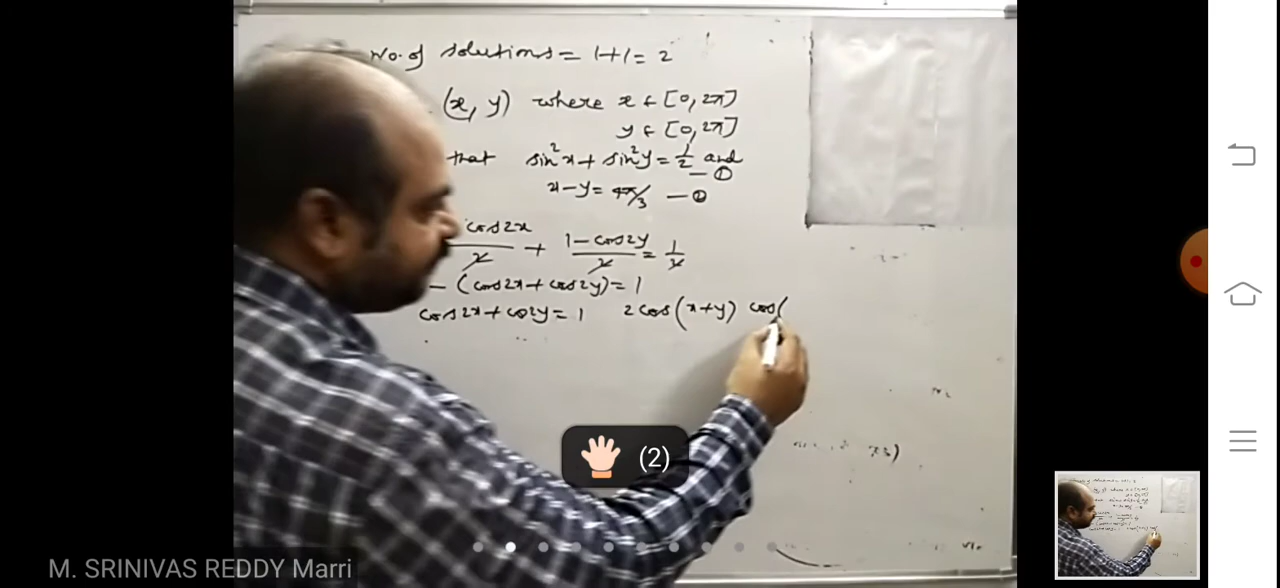 No. of solutions = 1+1 = 2
(x, y) where x ∈ [0, 2π]
y ∈ [0, 2π]
that sin²x + sin²y = 1/2 and
— ①
x-y = 4π/3 — ②
cos2x/2 + 1-cos2y/2 = 1/2
- (cos2x + cos2y) = 1
cos2x + co2y = 1 2cos(x+y) cos(
(2)
M. SRINIVAS REDDY Marri